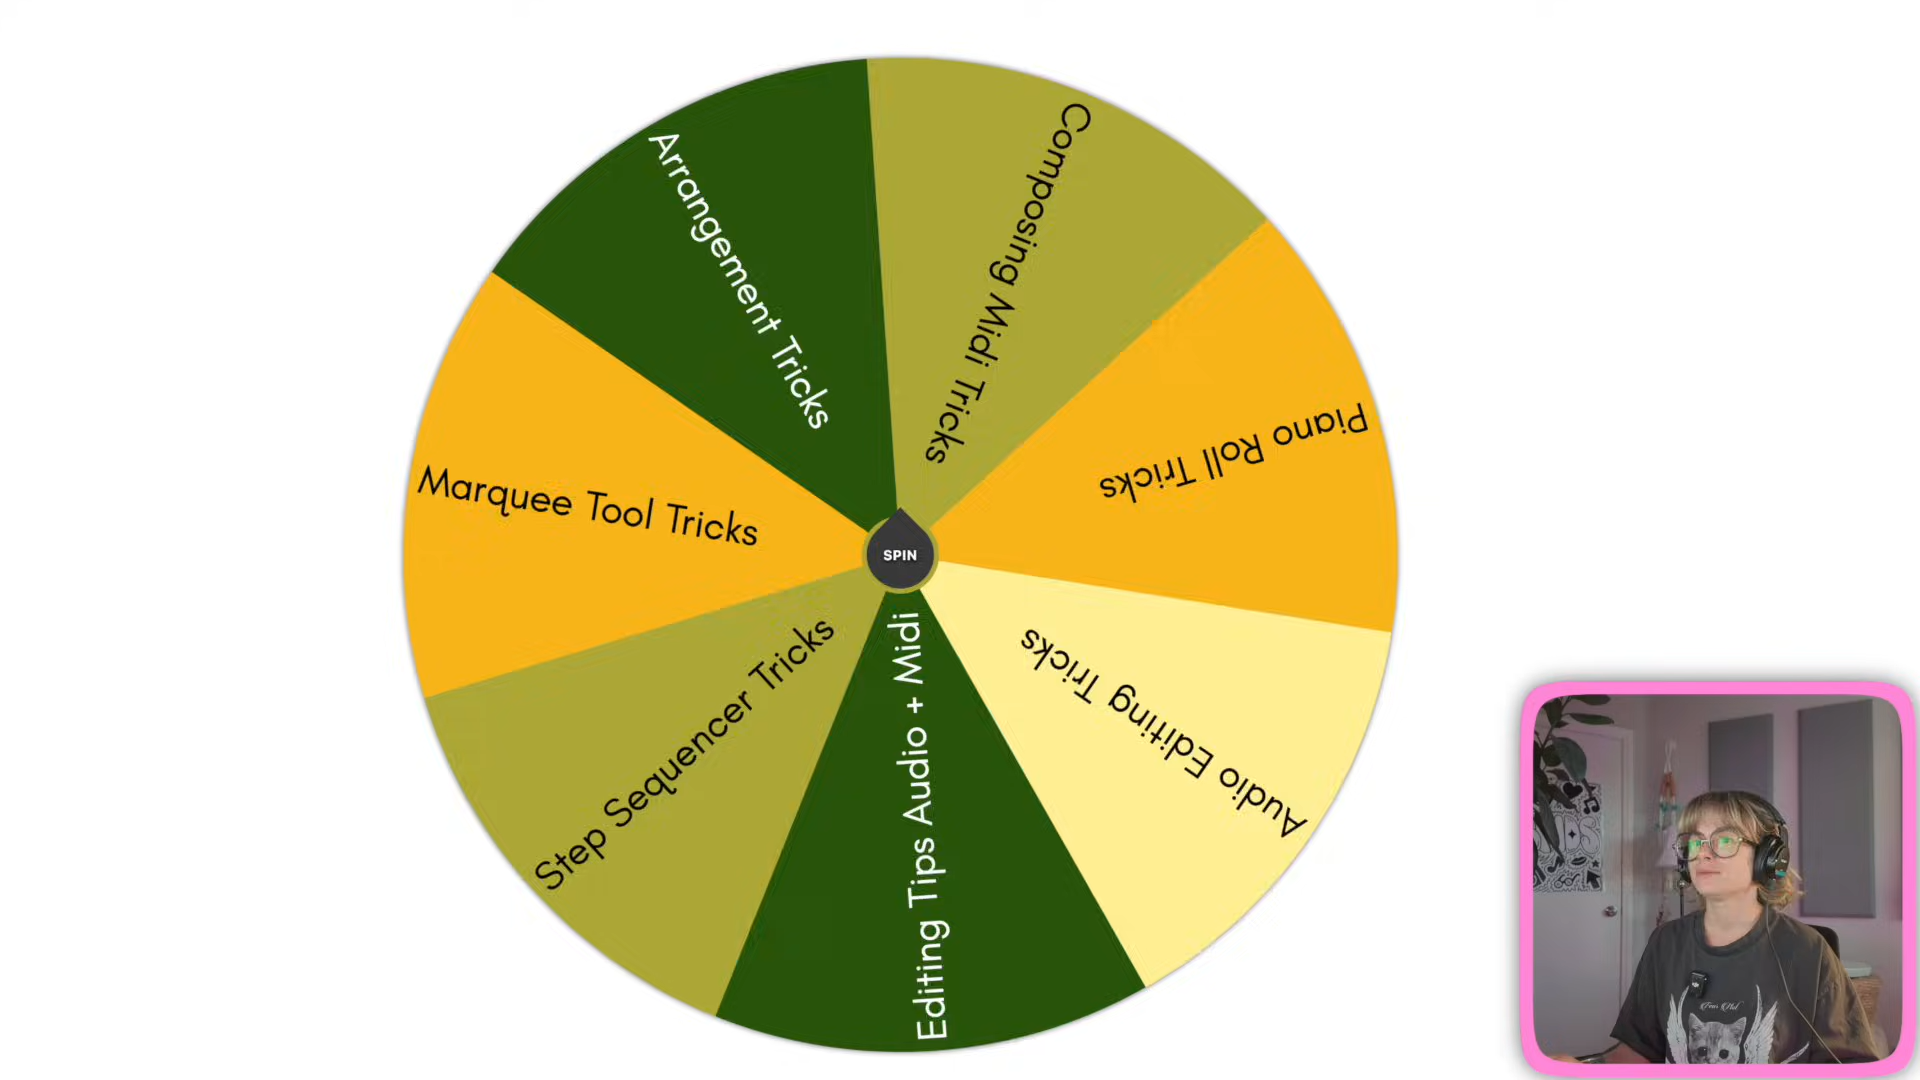 Composing Midi Tricks
Piano Roll Tricks
Audio Editing Tricks
Editing Tips Audio + Midi
Step Sequencer Tricks
Marquee Tool Tricks
Arrangement Tricks
SPIN